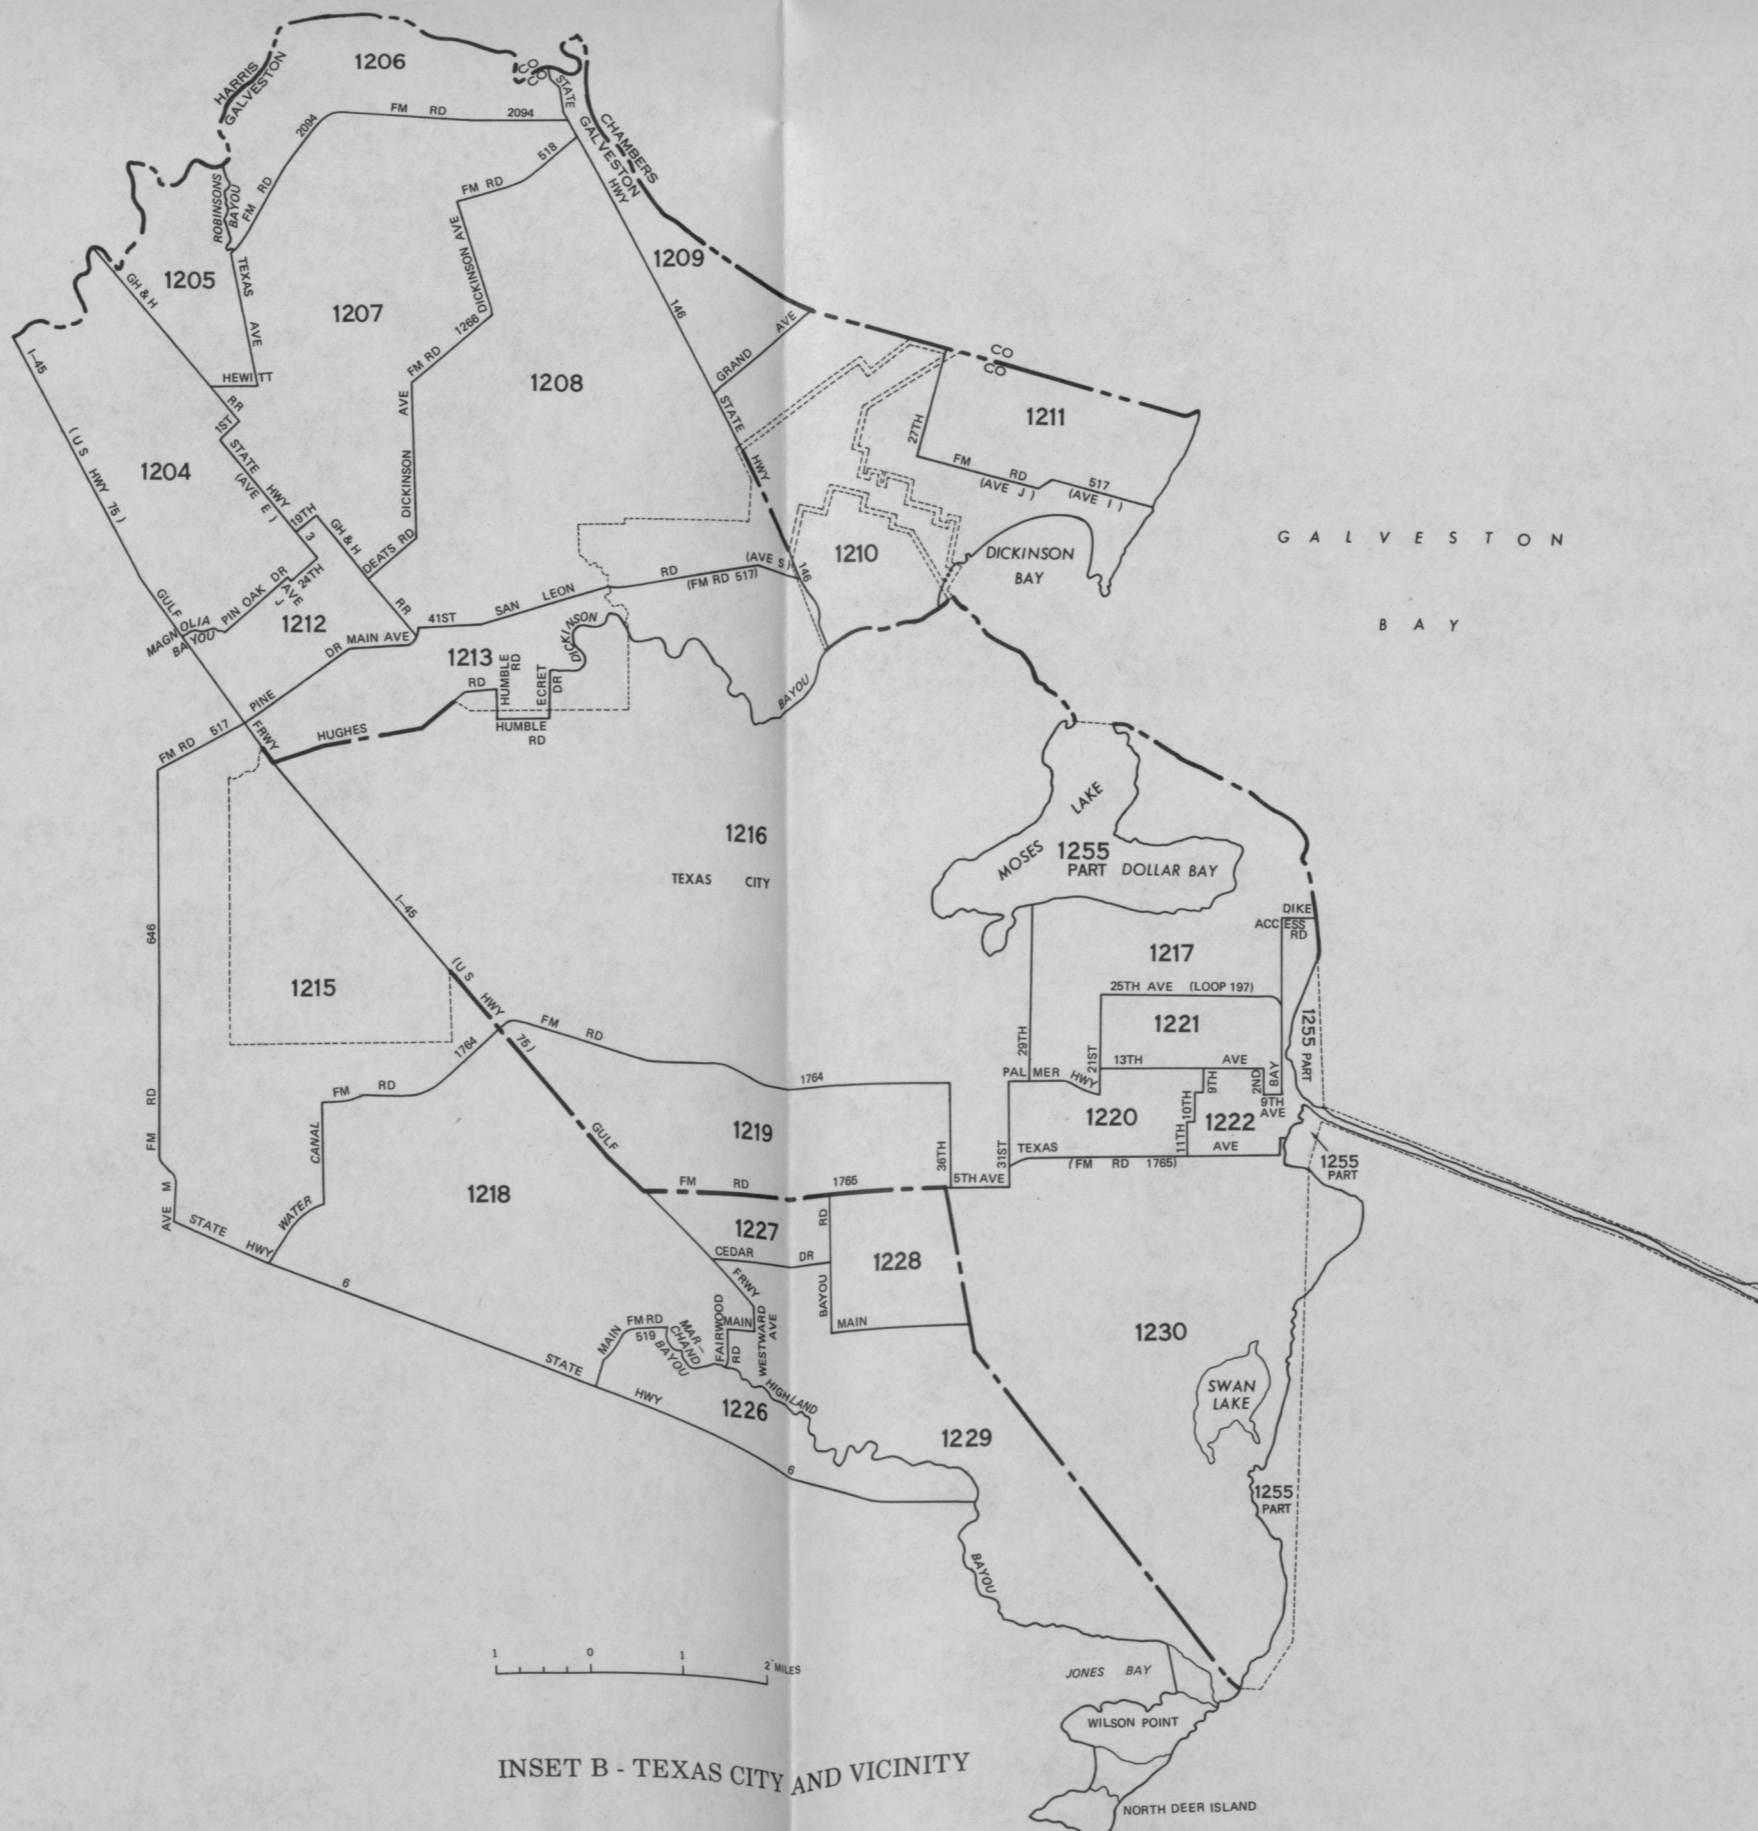 1206
HARRIS
GALVESTON
CO
CO
STATE
FM RD 2094
2094
FM RD
CHAMBERS
GALVESTON
HWY
518
FM RD
ROBINSONS
BAYOU
DICKINSON AVE
1209
1205
GH & H
TEXAS
AVE
1207
146
1266
FM RD
GRAND AVE
CO
CO
I-45
HEWITT
1208
AVE
DICKINSON
RR
1ST
STATE
HWY
27TH
1211
FM RD 517
(AVE J)
(AVE I)
(US HWY 75)
1204
STATE HWY
(AVE E)
19TH
3
GH & H
DEATS RD
24TH
AVE J
PIN OAK DR
(AVE S)
146
1210
DICKINSON
BAY
GALVESTON
BAY
GULF
MAGNOLIA
BAYOU
1212
RR
41ST SAN LEON RD
(FM RD 517)
PINE DR MAIN AVE
1213
RD
HUMBLE
RD
ECRET
DR
DICKINSON
HUMBLE
RD
BAYOU
FM RD 517
FRWY
HUGHES
1216
TEXAS CITY
MOSES LAKE
1255
PART
DOLLAR BAY
646
I-45
DIKE
ACCESS
RD
1217
1215
(US HWY 75)
25TH AVE (LOOP 197)
1221
1255 PART
FM RD
1764
29TH
21ST
13TH AVE
PALMER HWY
9TH
2ND
BAY
9TH
AVE
FM RD
1764
FM RD
CANAL
GULF
1219
36TH
31ST
1220
10TH
11TH
1222
TEXAS AVE
(FM RD 1765)
1255
PART
5TH AVE
FM RD 1765
1218
AVE M
STATE HWY
WATER
6
1227
RD
CEDAR DR
1228
FRWY
BAYOU
MAIN
FAIRWOOD
RD
MAIN
WESTWARD
AVE
MAIN
FM RD
519
MAR-
CHAND
BAYOU
1230
STATE
HWY
HIGHLAND
1226
6
1229
SWAN
LAKE
1255
PART
BAYOU
1 0 1 2 MILES
JONES BAY
WILSON POINT
INSET B - TEXAS CITY AND VICINITY
NORTH DEER ISLAND